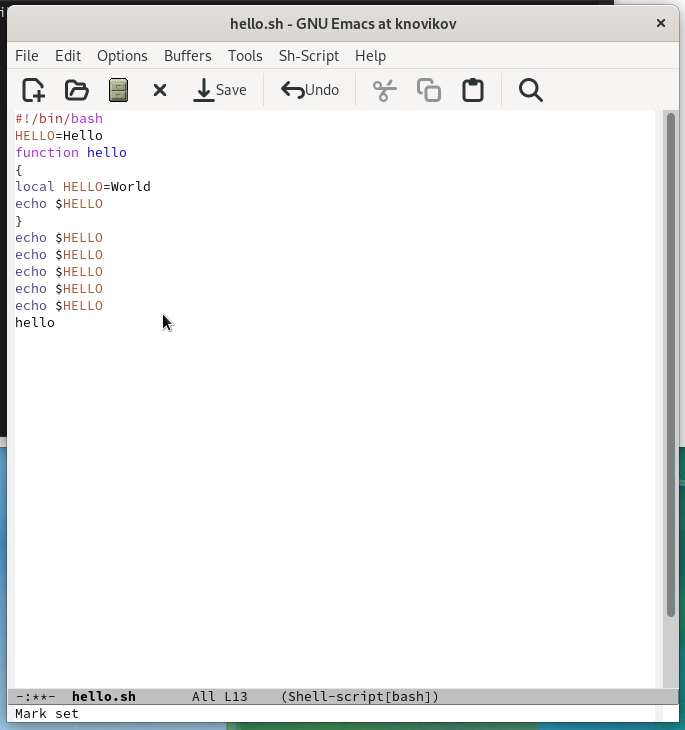 hello.sh - GNU Emacs at knovikov
File Edit Options Buffers Tools Sh-Script Help
Save Undo
#!/bin/bash
HELLO=Hello
function hello
{
local HELLO=World
echo $HELLO
}
echo $HELLO
echo $HELLO
echo $HELLO
echo $HELLO
echo $HELLO
hello
-:**- hello.sh All L13 (Shell-script[bash])
Mark set